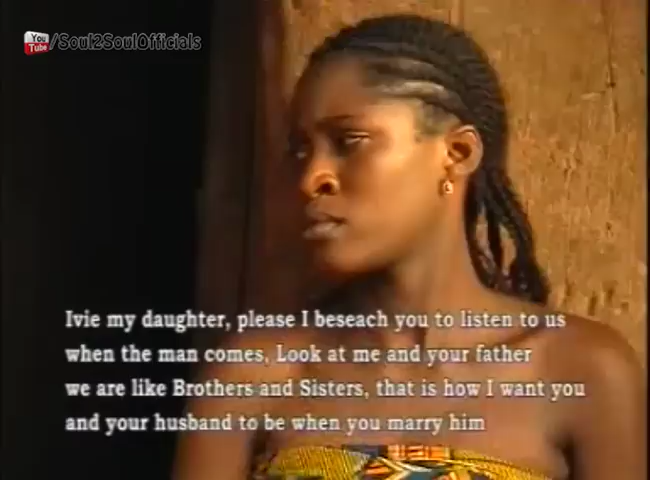 You Tube /Soul2SoulOfficials
Ivie my daughter, please I beseach you to listen to us
when the man comes, Look at me and your father
we are like Brothers and Sisters, that is how I want you
and your husband to be when you marry him